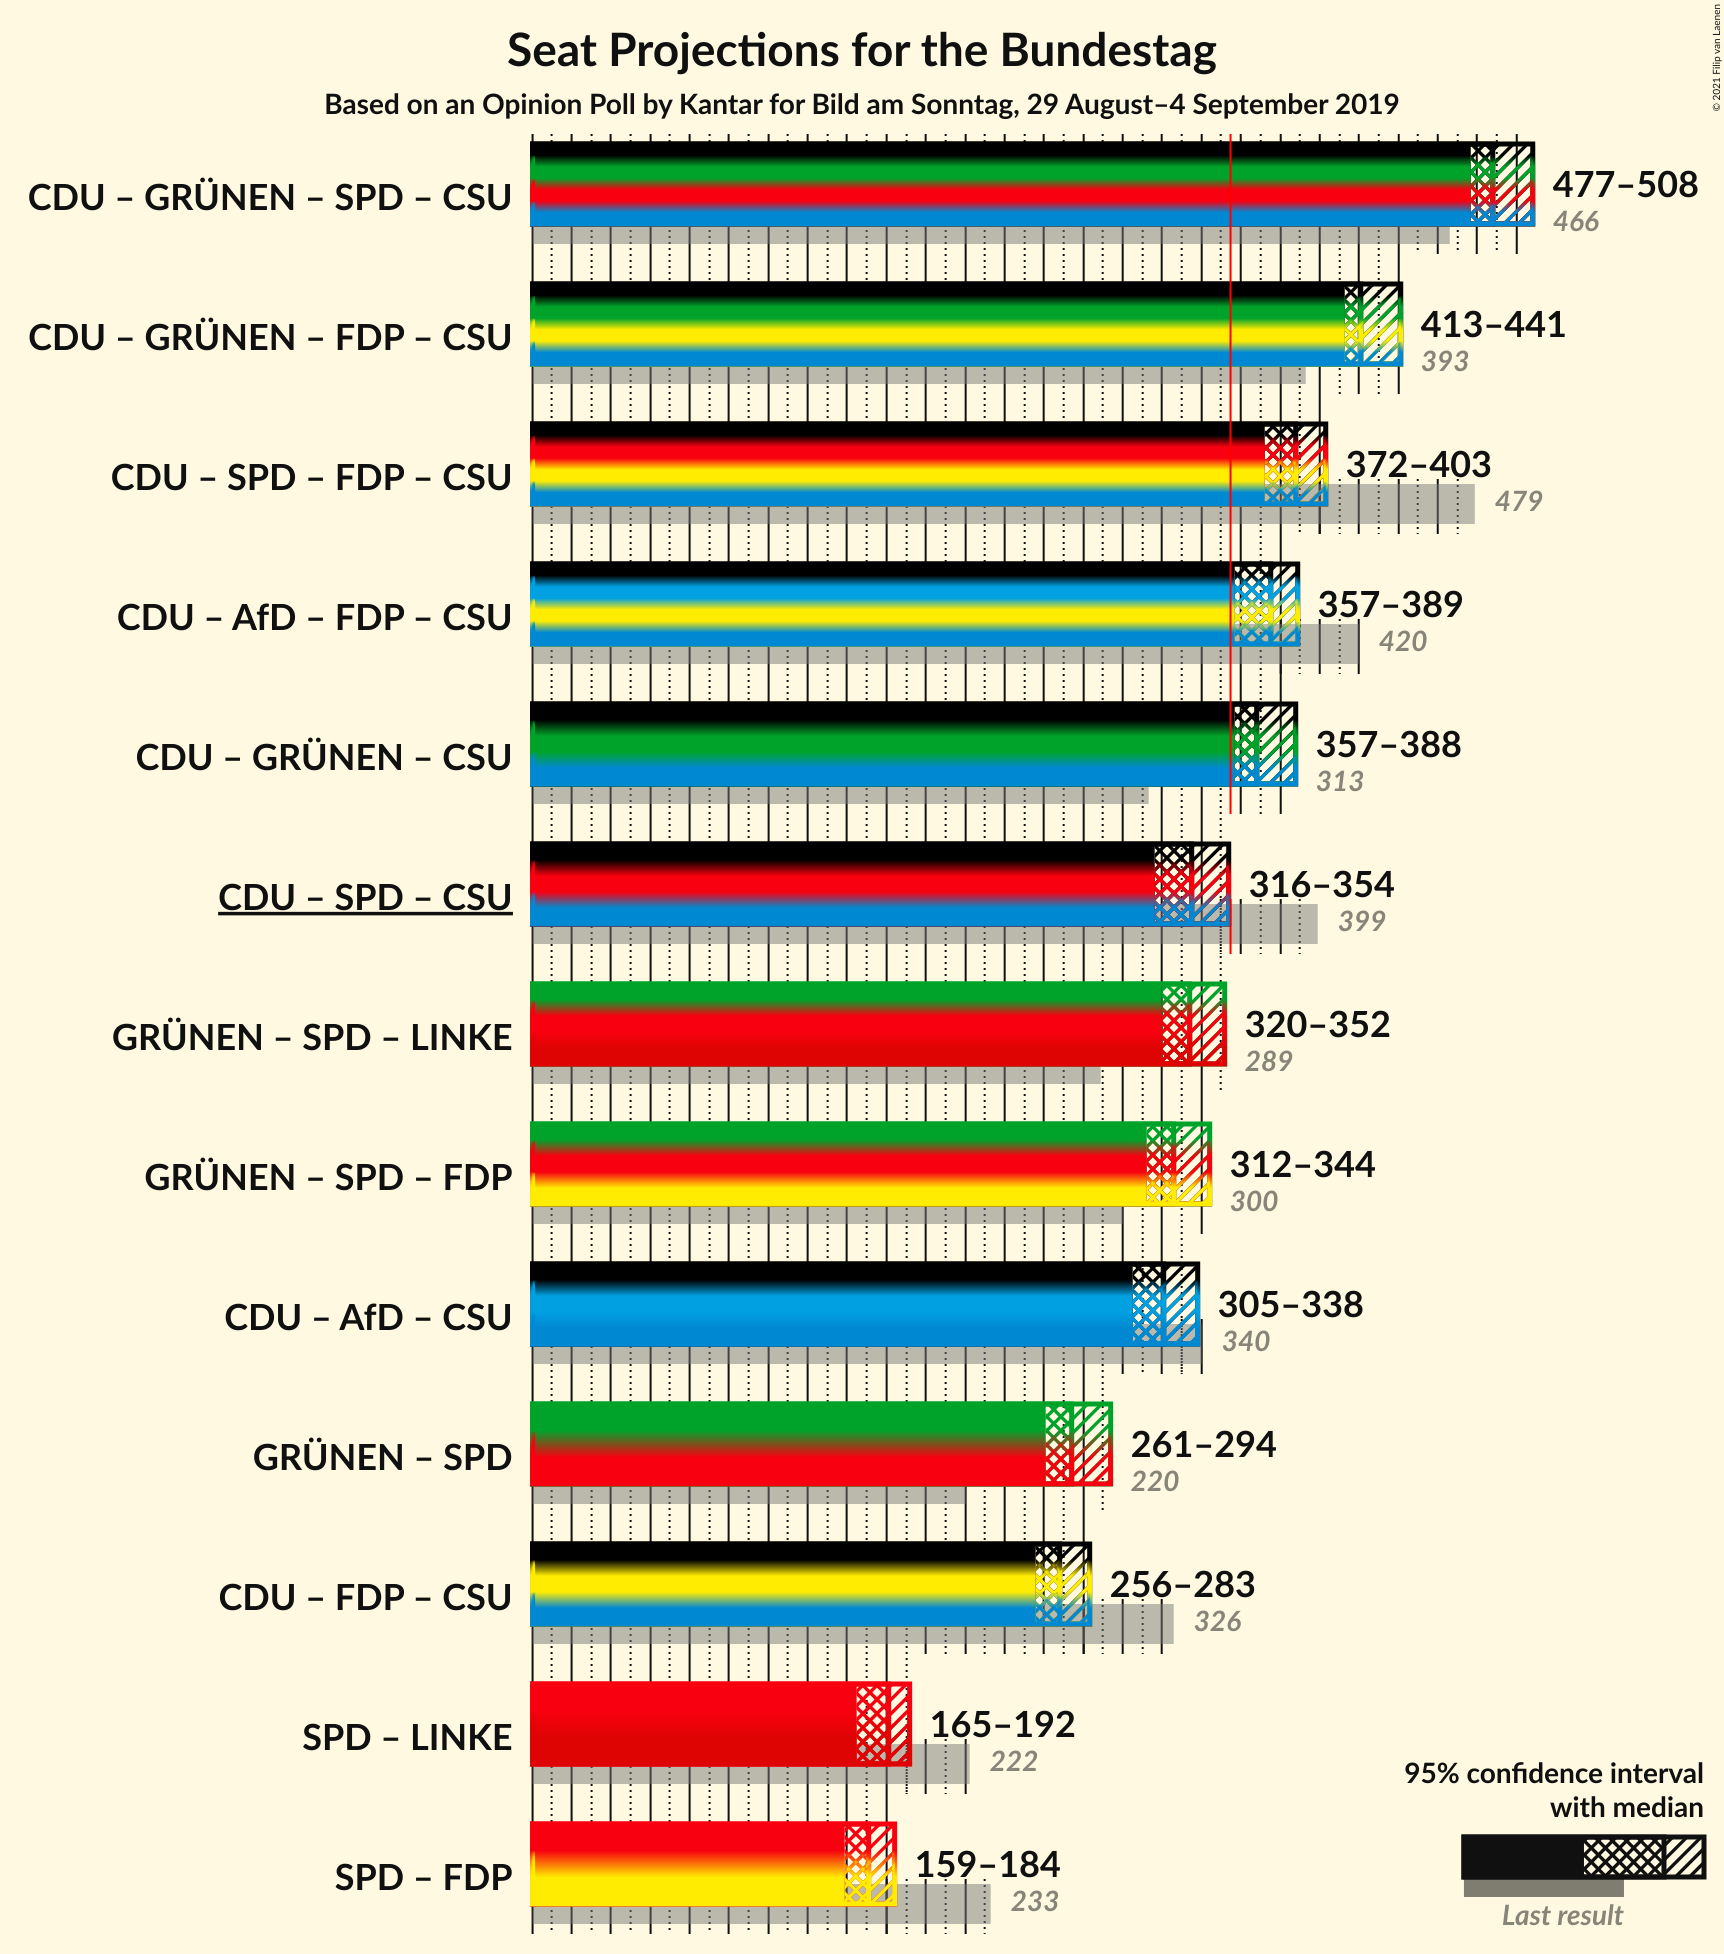 Seat Projections for the Bundestag
Based on an Opinion Poll by Kantar for Bild am Sonntag, 29 August–4 September 2019
© 2021 Filip van Laenen
CDU – GRÜNEN – SPD – CSU
477–508
466
CDU – GRÜNEN – FDP – CSU
413–441
393
CDU – SPD – FDP – CSU
372–403
479
CDU – AfD – FDP – CSU
357–389
420
CDU – GRÜNEN – CSU
357–388
313
CDU – SPD – CSU
316–354
399
GRÜNEN – SPD – LINKE
320–352
289
GRÜNEN – SPD – FDP
312–344
300
CDU – AfD – CSU
305–338
340
GRÜNEN – SPD
261–294
220
CDU – FDP – CSU
256–283
326
SPD – LINKE
165–192
222
SPD – FDP
159–184
233
95% confidence interval
with median
Last result